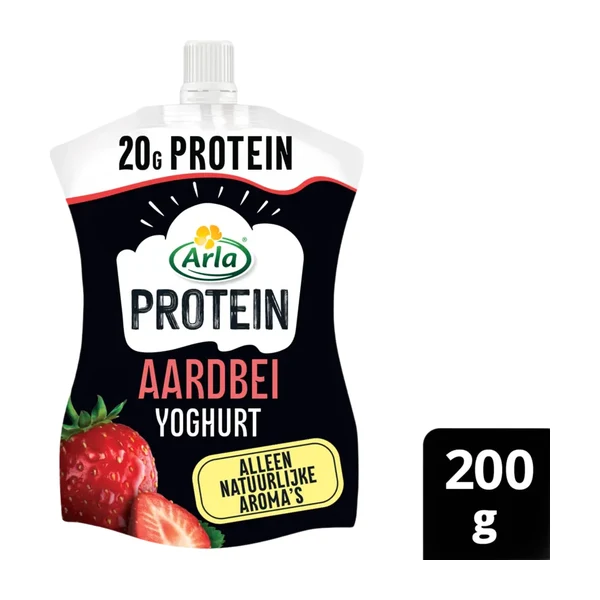 20G PROTEIN
Arla®
PROTEIN
AARDBEI
YOGHURT
ALLEEN
NATUURLIJKE
AROMA'S
200
g